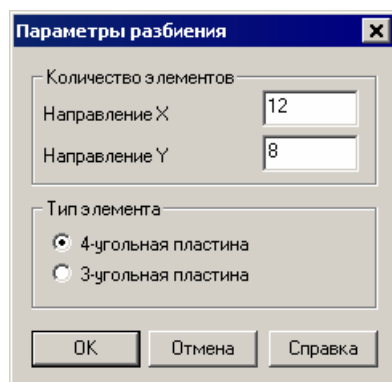 Параметры разбиения
Количество элементов
Направление X 12
Направление Y 8
Тип элемента
4-угольная пластина
3-угольная пластина
OK Отмена Справка